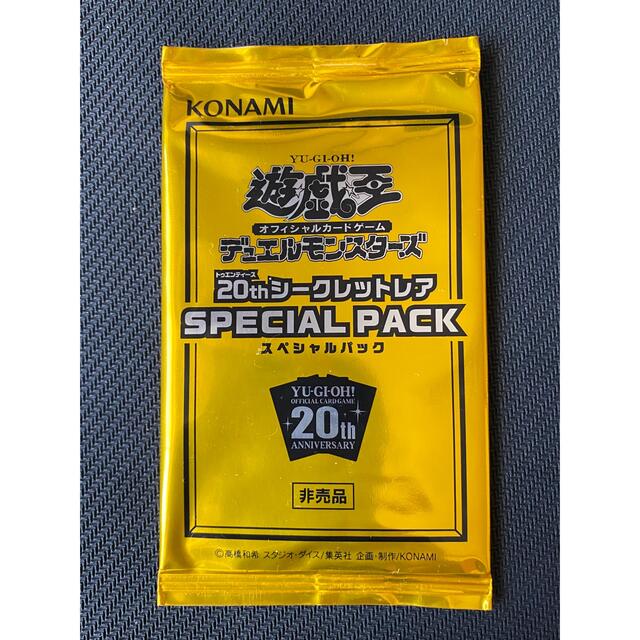 KONAMI
YU-GI-OH!
遊戯王
オフィシャルカードゲーム
デュエルモンスターズ
トゥエンティース
20thシークレットレア
SPECIAL PACK
スペシャルパック
YU-GI-OH!
OFFICIAL CARD GAME
20th
ANNIVERSARY
非売品
©高橋和希 スタジオ・ダイス/集英社 企画・制作/KONAMI